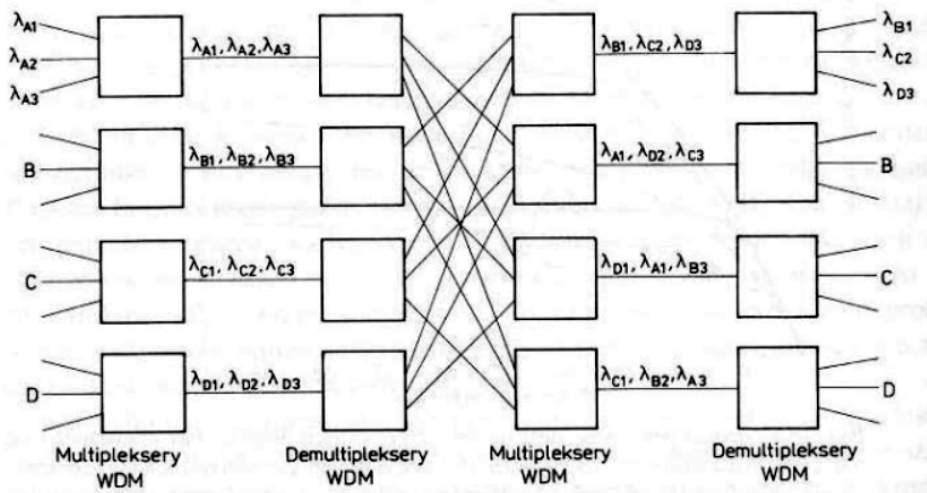 λA1
λA2
λA3
λA1, λA2, λA3
λB1, λC2, λD3
λB1
λC2
λD3
B
λB1, λB2, λB3
λA1, λD2, λC3
B
C
λC1, λC2, λC3
λD1, λA1, λB3
C
D
λD1, λD2, λD3
λC1, λB2, λA3
D
Multipleksery
WDM
Demultipleksery
WDM
Multipleksery
WDM
Demultipleksery
WDM